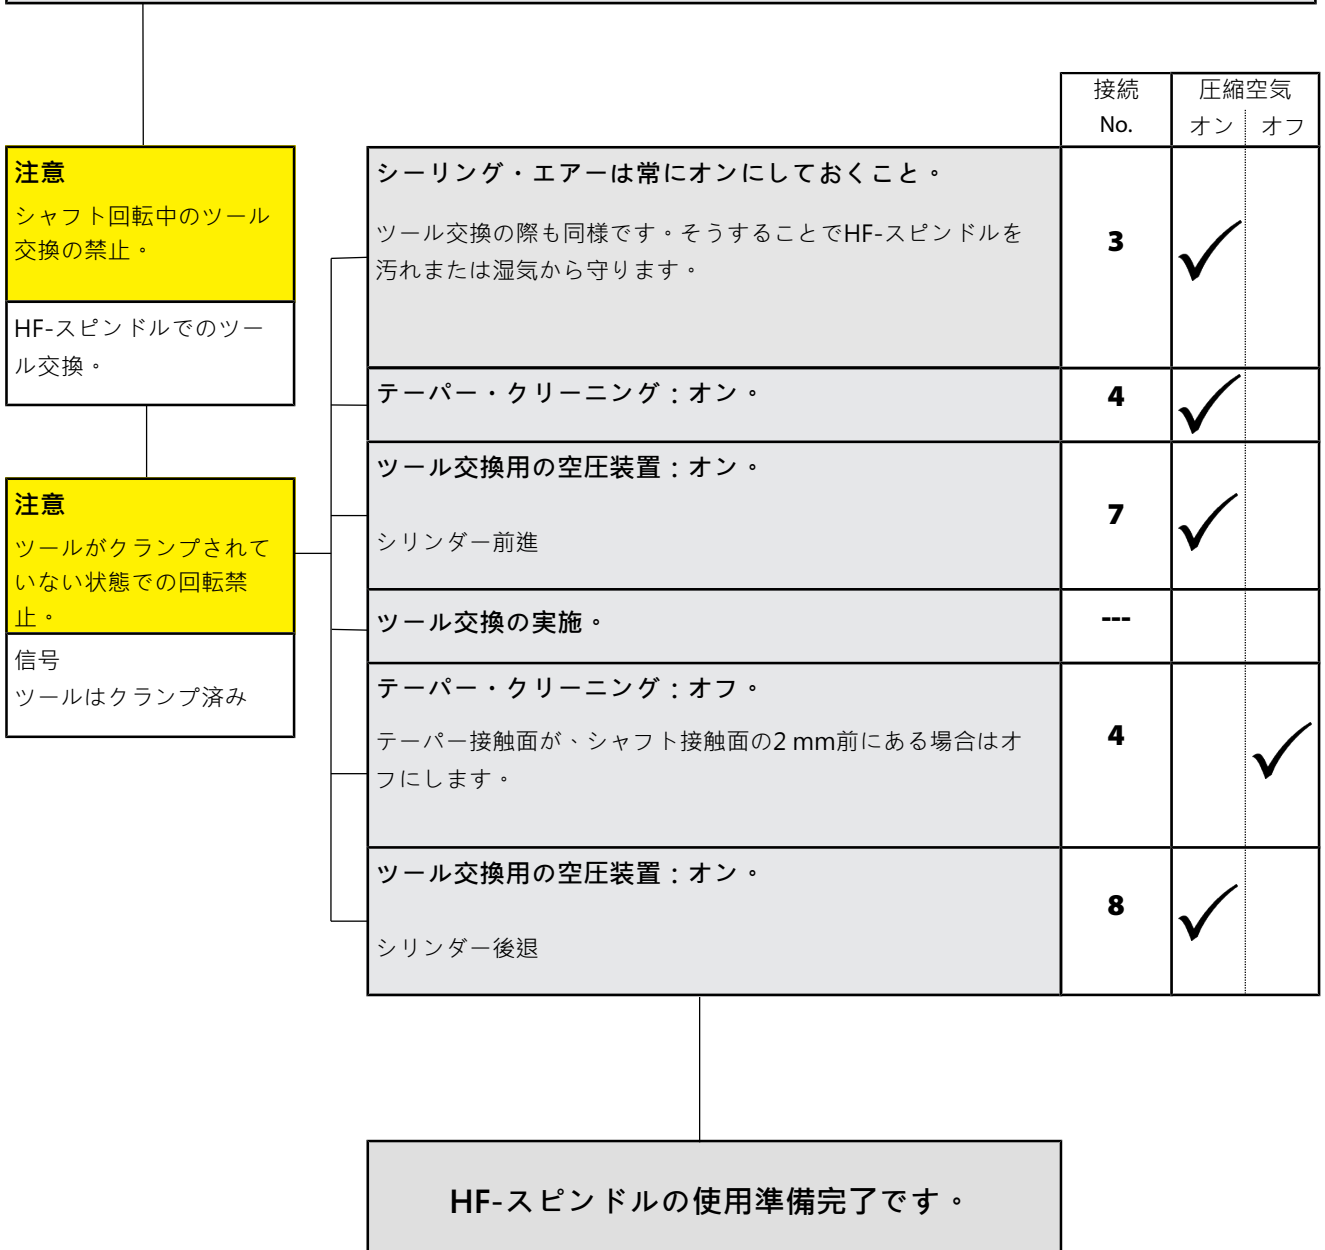 接続
No.
圧縮空気
オン
オフ
注意
シャフト回転中のツール
交換の禁止。
HF-スピンドルでのツー
ル交換。
注意
ツールがクランプされて
いない状態での回転禁
止。
信号
ツールはクランプ済み
シーリング・エアーは常にオンにしておくこと。
ツール交換の際も同様です。そうすることでHF-スピンドルを
汚れまたは湿気から守ります。
3
テーパー・クリーニング：オン。
4
ツール交換用の空圧装置：オン。
シリンダー前進
7
ツール交換の実施。
---
テーパー・クリーニング：オフ。
テーパー接触面が、シャフト接触面の2 mm前にある場合はオ
フにします。
4
ツール交換用の空圧装置：オン。
シリンダー後退
8
HF-スピンドルの使用準備完了です。